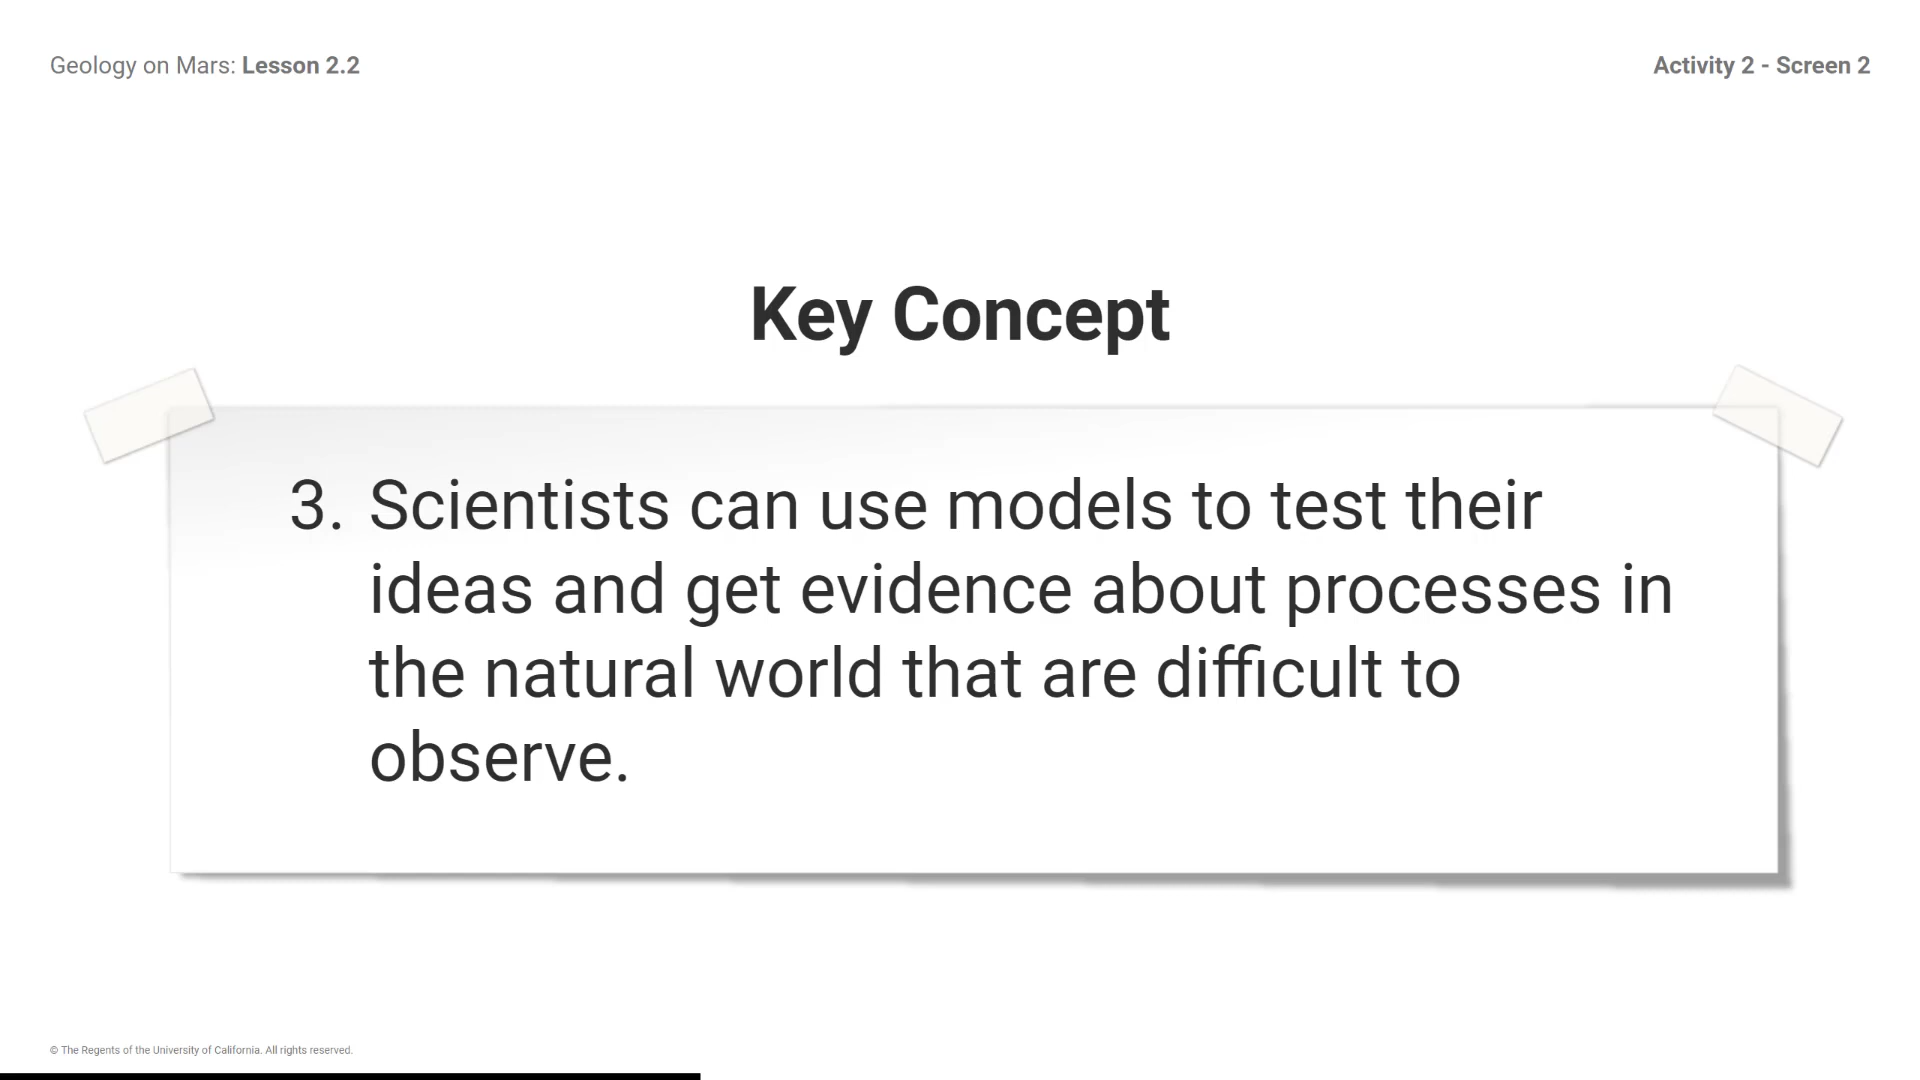 Geology on Mars: Lesson 2.2
Activity 2 - Screen 2
Key Concept
3. Scientists can use models to test their
ideas and get evidence about processes in
the natural world that are difficult to
observe.
© The Regents of the University of California. All rights reserved.